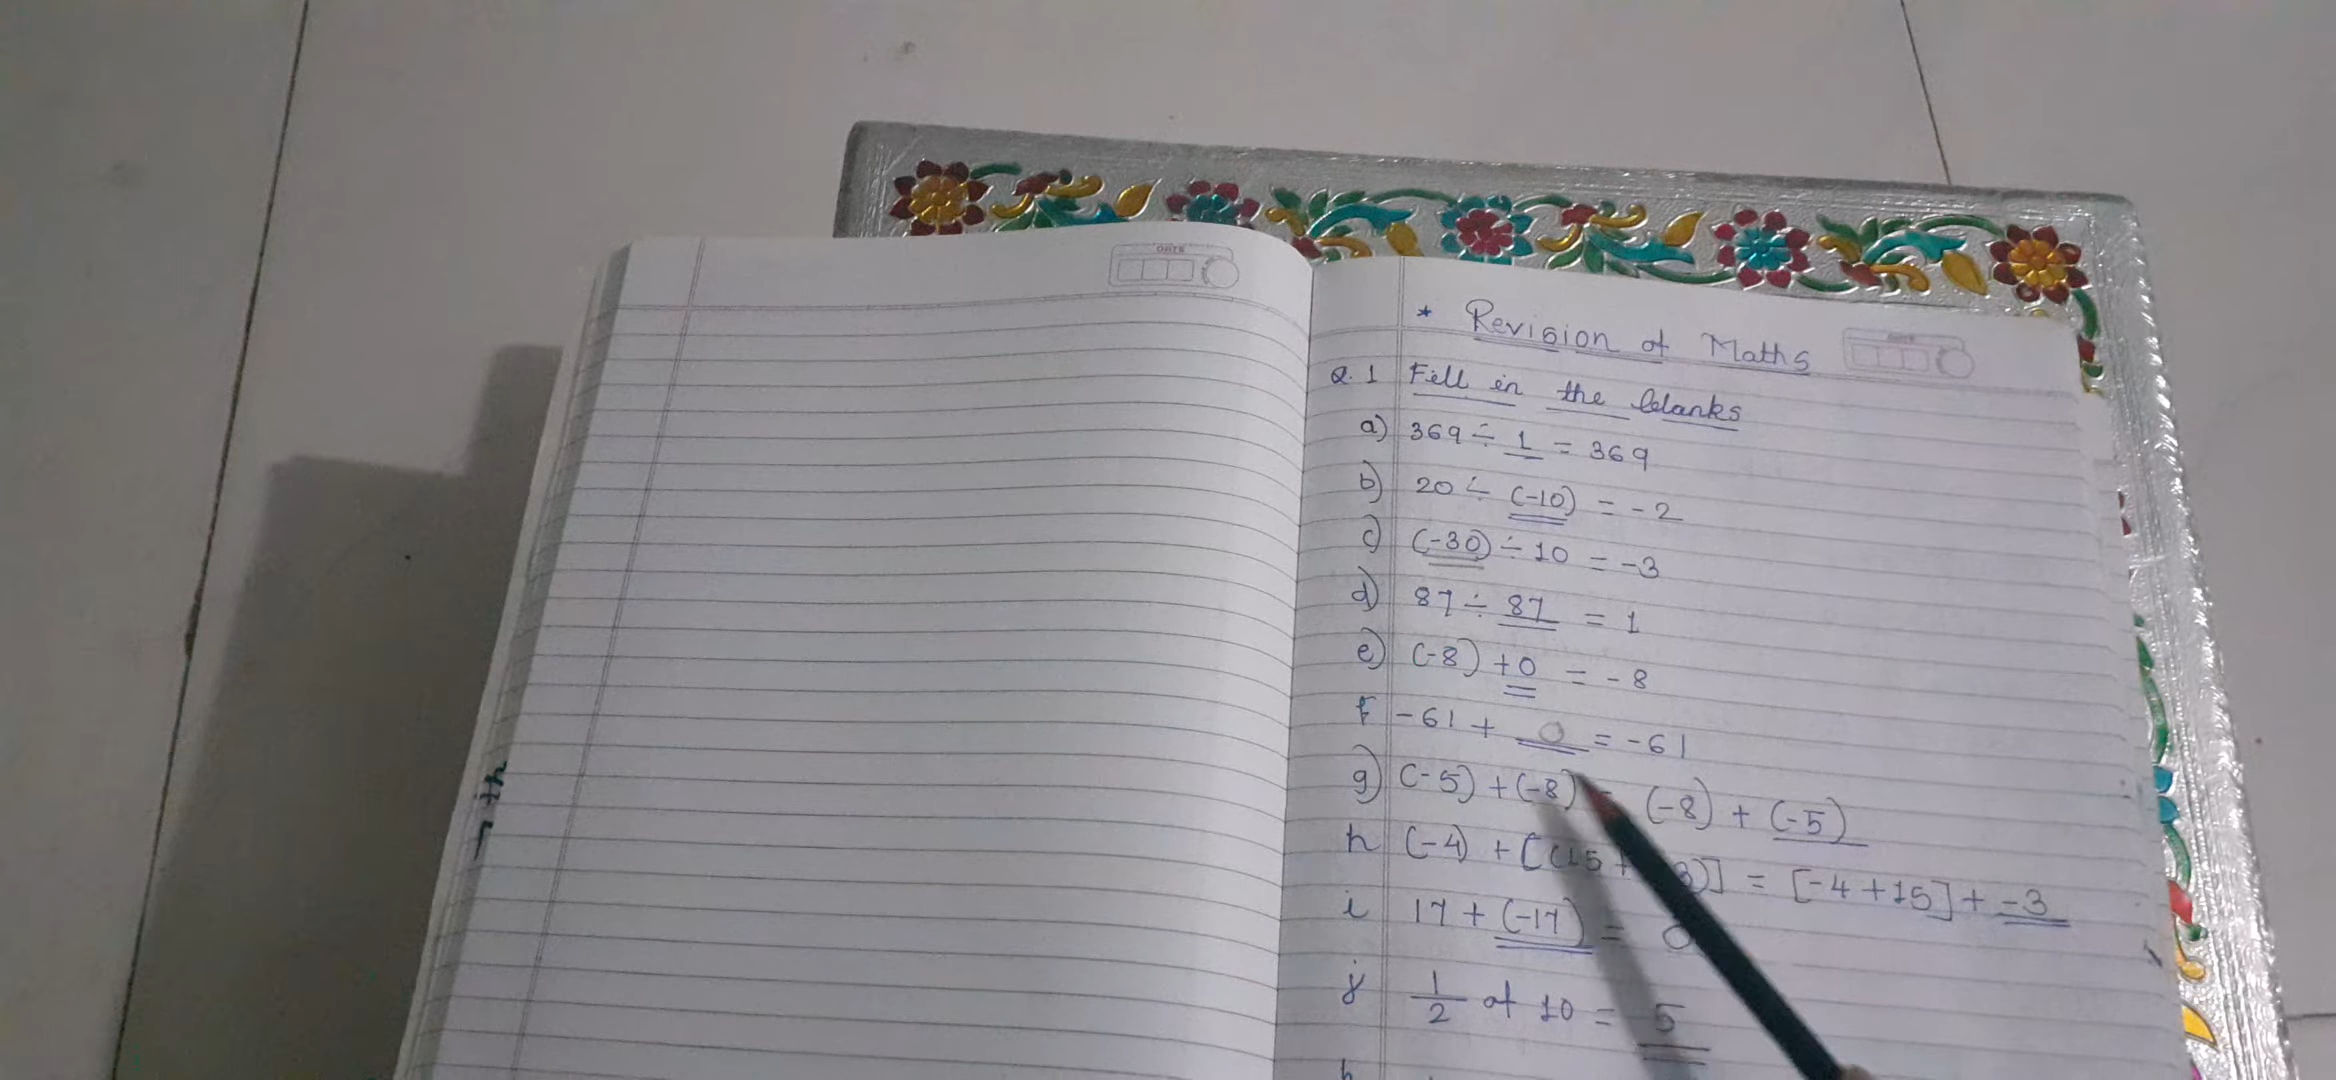 DATE
* Revision of Maths
Q.1 Fill in the blanks
a) 369 ÷ 1 = 369
b) 20 ÷ (-10) = -2
c) (-30) ÷ 10 = -3
d) 87 ÷ 87 = 1
e) (-8) +0 = -8
f -61 + 0 = -61
g) (-5) + (-8) = (-8) + (-5)
h (-4) + [ = [-4 +15] + -3
i 17 + (-17) = 0
j 1/2 of 10 = 5